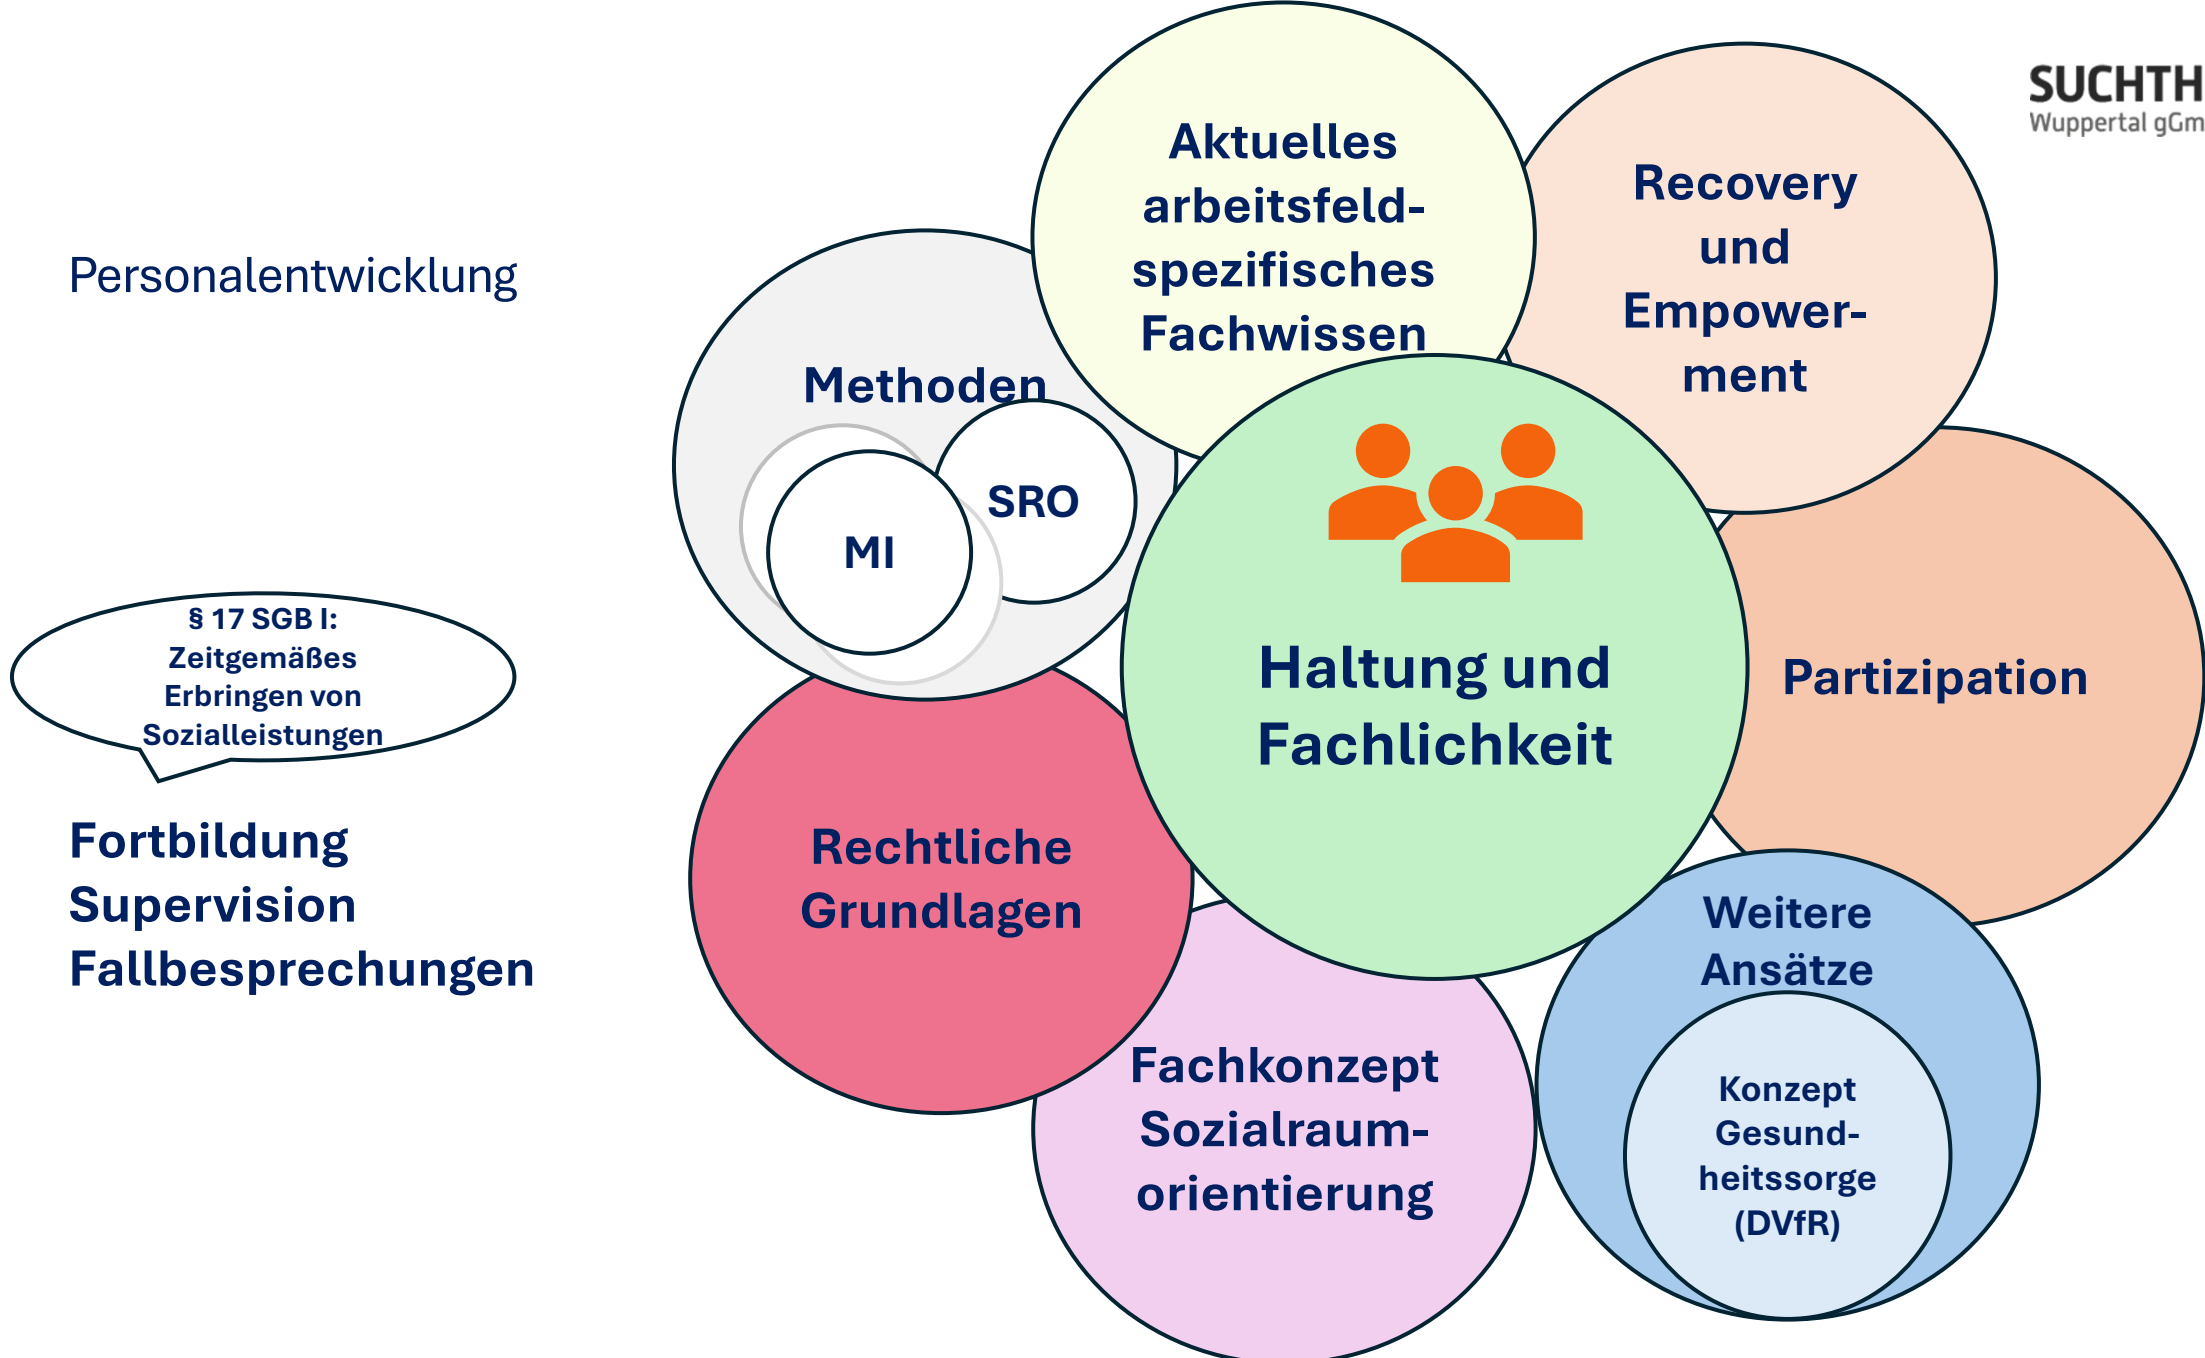 SUCHTH
Wuppertal gGm
Personalentwicklung
§ 17 SGB I:
Zeitgemäßes
Erbringen von
Sozialleistungen
Fortbildung
Supervision
Fallbesprechungen
Aktuelles
arbeitsfeld-
spezifisches
Fachwissen
Recovery
und
Empower-
ment
Methoden
SRO
MI
Haltung und
Fachlichkeit
Partizipation
Rechtliche
Grundlagen
Weitere
Ansätze
Konzept
Gesund-
heitssorge
(DVfR)
Fachkonzept
Sozialraum-
orientierung